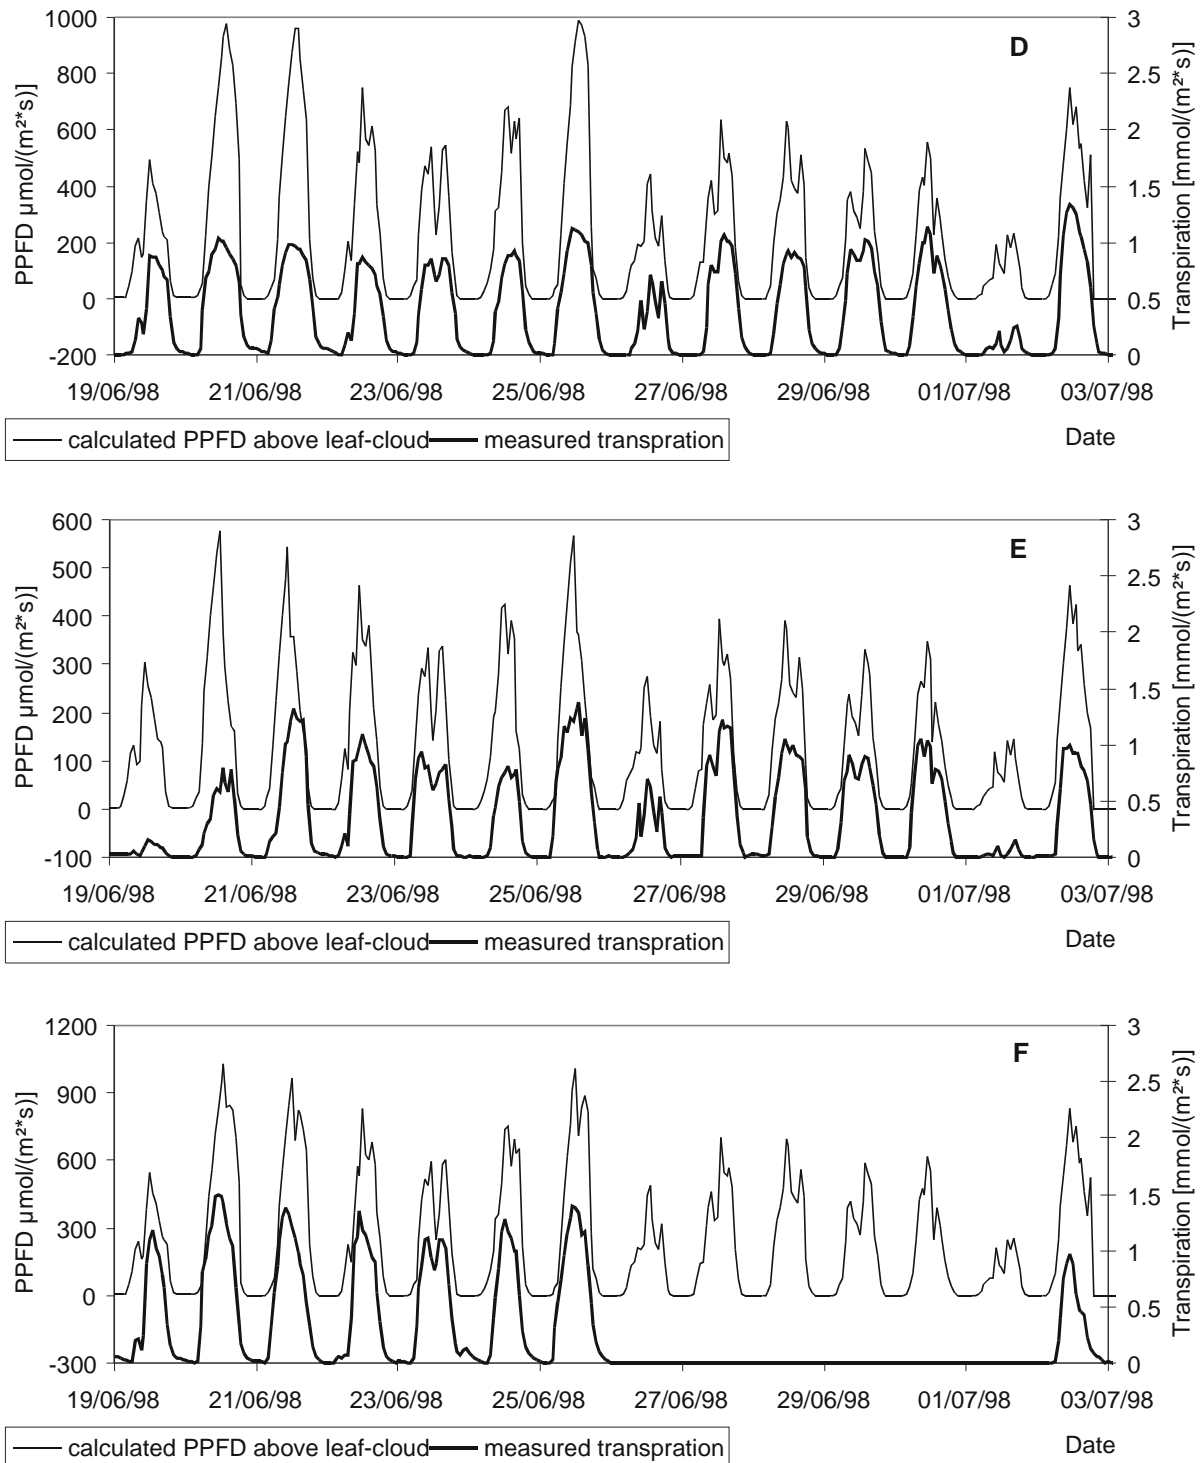 D
PPFD µmol/(m²*s)]
1000
800
600
400
200
0
-200
3
2.5
2
1.5
1
0.5
0
Transpiration [mmol/(m²*s)]
19/06/98 21/06/98 23/06/98 25/06/98 27/06/98 29/06/98 01/07/98 03/07/98
calculated PPFD above leaf-cloud measured transpration
Date
E
PPFD µmol/(m²*s)]
600
500
400
300
200
100
0
-100
3
2.5
2
1.5
1
0.5
0
Transpiration [mmol/(m²*s)]
19/06/98 21/06/98 23/06/98 25/06/98 27/06/98 29/06/98 01/07/98 03/07/98
calculated PPFD above leaf-cloud measured transpration
Date
F
PPFD µmol/(m²*s)]
1200
900
600
300
0
-300
3
2.5
2
1.5
1
0.5
0
Transpiration [mmol/(m²*s)]
19/06/98 21/06/98 23/06/98 25/06/98 27/06/98 29/06/98 01/07/98 03/07/98
calculated PPFD above leaf-cloud measured transpration
Date